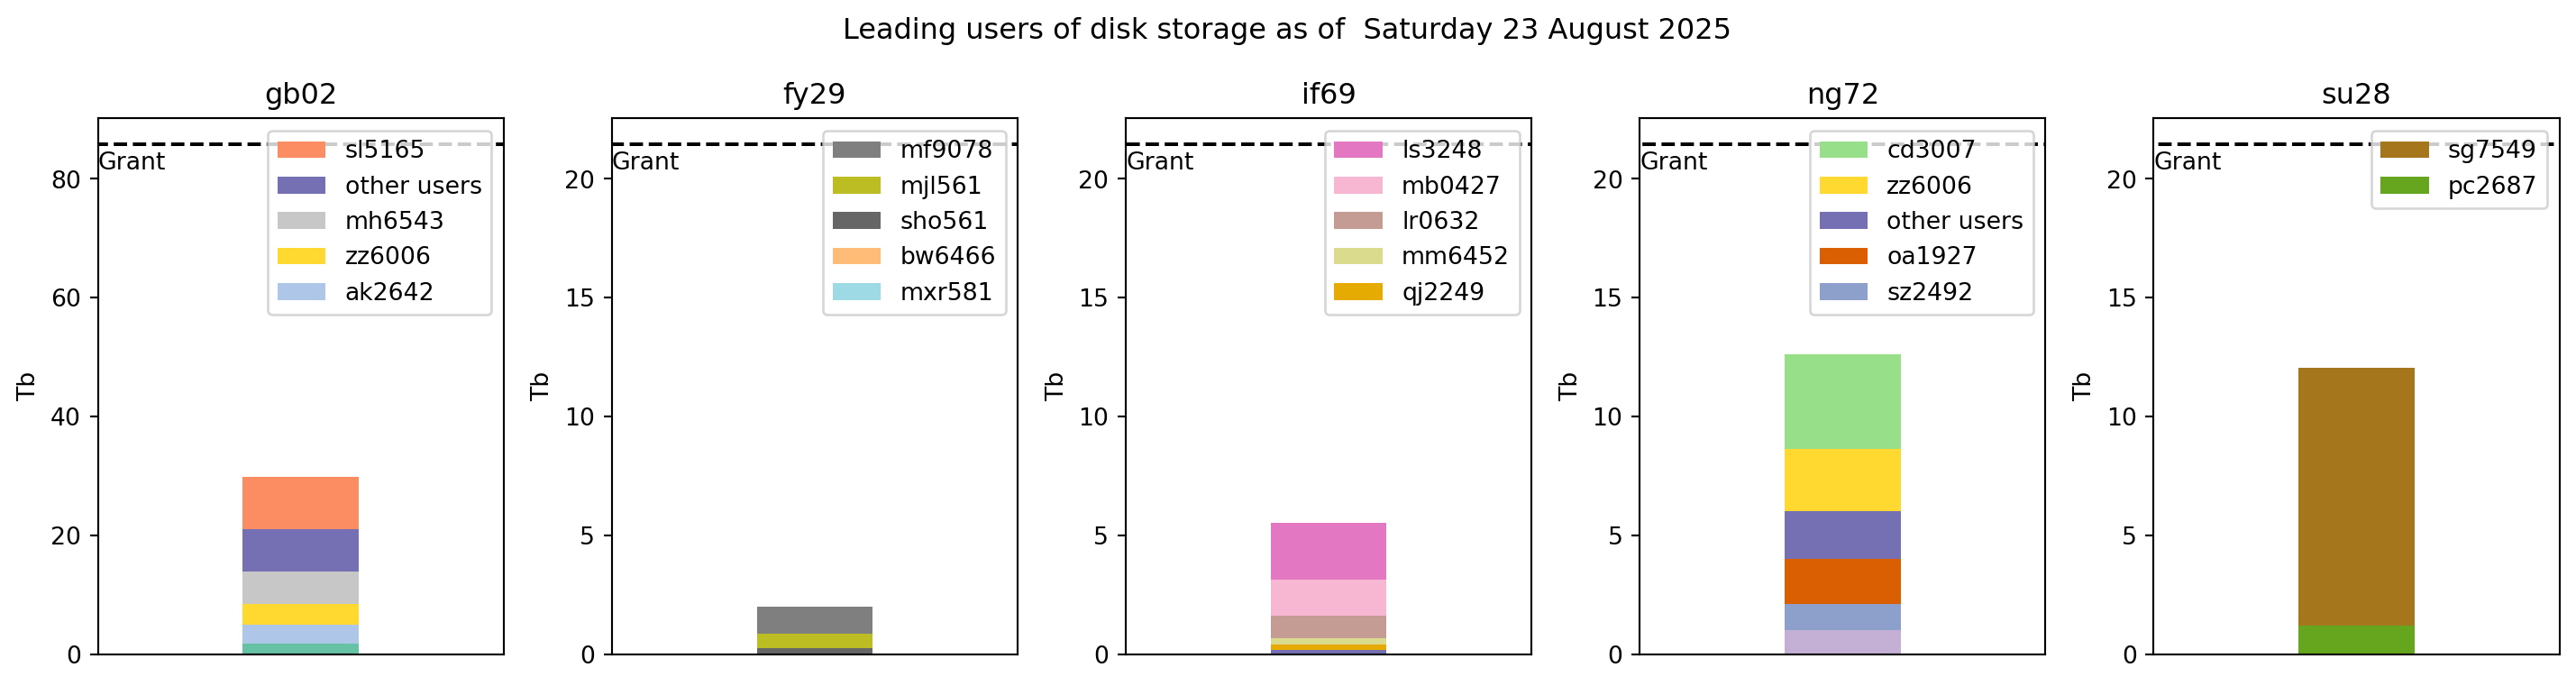 Leading users of disk storage as of  Saturday 23 August 2025
gb02
Grant
sl5165
other users
mh6543
zz6006
ak2642
80
60
40
20
0
Tb
fy29
Grant
mf9078
mjl561
sho561
bw6466
mxr581
20
15
10
5
0
Tb
if69
Grant
ls3248
mb0427
lr0632
mm6452
qj2249
20
15
10
5
0
Tb
ng72
Grant
cd3007
zz6006
other users
oa1927
sz2492
20
15
10
5
0
Tb
su28
Grant
sg7549
pc2687
20
15
10
5
0
Tb